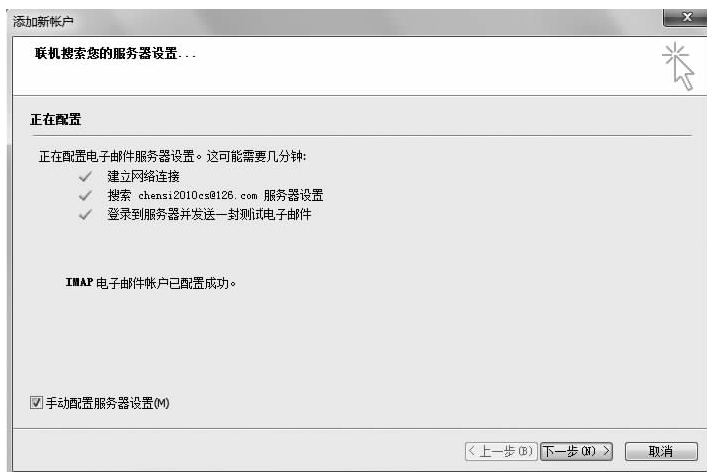 添加新帐户
联机搜索您的服务器设置...
正在配置
正在配置电子邮件服务器设置。这可能需要几分钟:
建立网络连接
搜索 chensi2010cs@126.com 服务器设置
登录到服务器并发送一封测试电子邮件
IMAP 电子邮件帐户已配置成功。
手动配置服务器设置(M)
< 上一步(B) 下一步(N) > 取消